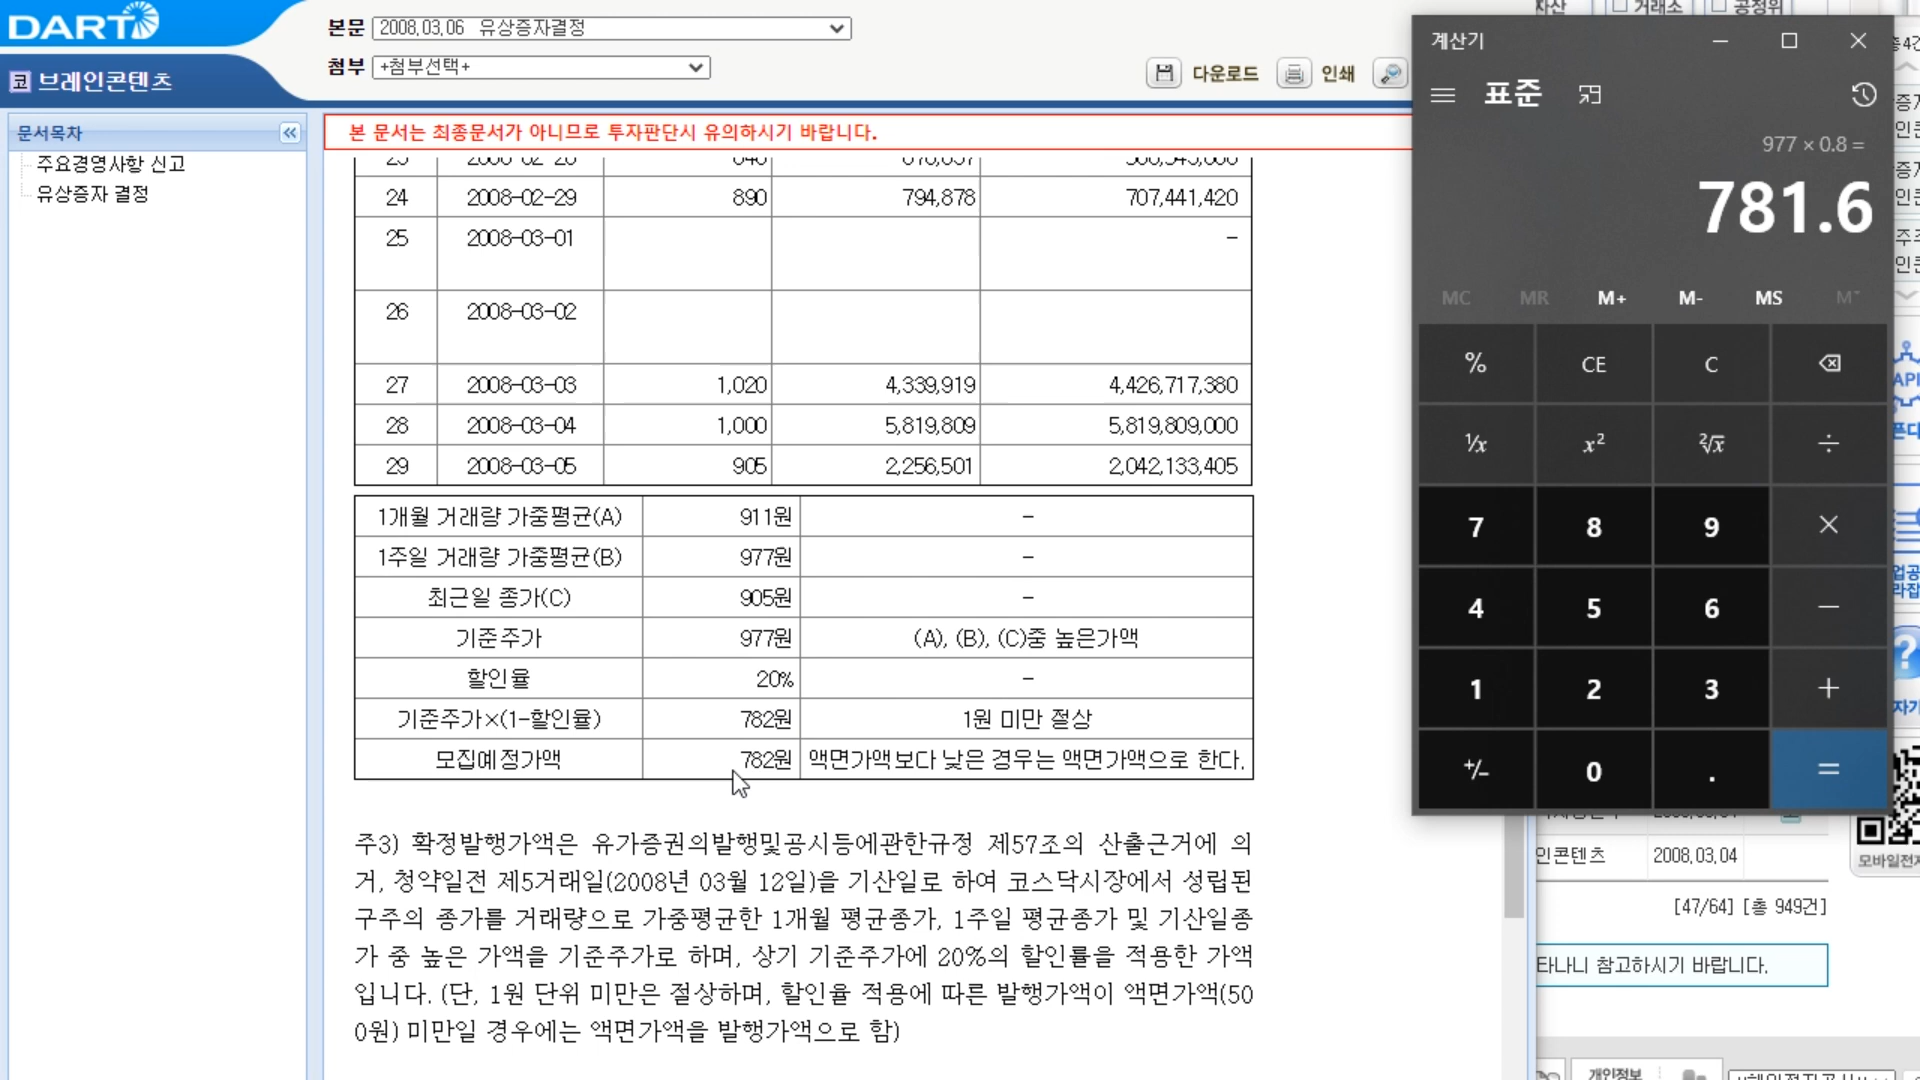 DART
본문 2008.03.06 유상증자결정
첨부 +첨부선택+
다운로드
인쇄
코 브레인콘텐츠
문서목차
주요경영사항 신고
유상증자 결정
본 문서는 최종문서가 아니므로 투자판단시 유의하시기 바랍니다.
24 2008-02-29 890 794,878 707,441,420
25 2008-03-01 -
26 2008-03-02
27 2008-03-03 1,020 4,339,919 4,426,717,380
28 2008-03-04 1,000 5,819,809 5,819,809,000
29 2008-03-05 905 2,256,501 2,042,133,405
1개월 거래량 가중평균(A) 911원 -
1주일 거래량 가중평균(B) 977원 -
최근일 종가(C) 905원 -
기준주가 977원 (A), (B), (C)중 높은가액
할인율 20% -
기준주가×(1-할인율) 782원 1원 미만 절상
모집예정가액 782원 액면가액보다 낮은 경우는 액면가액으로 한다.
주3) 확정발행가액은 유가증권의발행및공시등에관한규정 제57조의 산출근거에 의
거, 청약일전 제5거래일(2008년 03월 12일)을 기산일로 하여 코스닥시장에서 성립된
구주의 종가를 거래량으로 가중평균한 1개월 평균종가, 1주일 평균종가 및 기산일종
가 중 높은 가액을 기준주가로 하며, 상기 기준주가에 20%의 할인률을 적용한 가액
입니다. (단, 1원 단위 미만은 절상하며, 할인율 적용에 따른 발행가액이 액면가액(50
0원) 미만일 경우에는 액면가액을 발행가액으로 함)
계산기
표준
977 × 0.8 =
781.6
MC MR M+ M- MS M˅
% CE C
¹⁄x x² ²√x ÷
7 8 9 ×
4 5 6 −
1 2 3 +
+/- 0 . =
거래소 공정위
API
모바일전자
인콘텐츠 2008.03.04
[47/64] [총 949건]
타나니 참고하시기 바랍니다.
개인정보